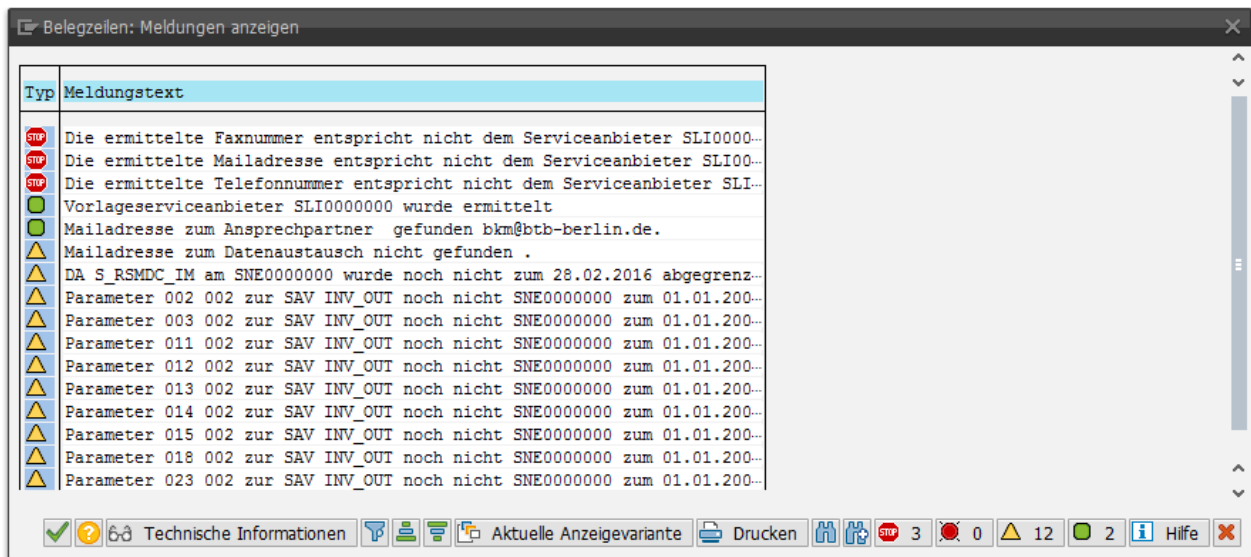 Belegzeilen: Meldungen anzeigen
Typ Meldungstext
STOP Die ermittelte Faxnummer entspricht nicht dem Serviceanbieter SLI0000...
STOP Die ermittelte Mailadresse entspricht nicht dem Serviceanbieter SLI00...
STOP Die ermittelte Telefonnummer entspricht nicht dem Serviceanbieter SLI...
Vorlageserviceanbieter SLI0000000 wurde ermittelt
Mailadresse zum Ansprechpartner gefunden bkm@btb-berlin.de.
Mailadresse zum Datenaustausch nicht gefunden .
DA S_RSMDC_IM am SNE0000000 wurde noch nicht zum 28.02.2016 abgegrenz...
Parameter 002 002 zur SAV INV_OUT noch nicht SNE0000000 zum 01.01.200...
Parameter 003 002 zur SAV INV_OUT noch nicht SNE0000000 zum 01.01.200...
Parameter 011 002 zur SAV INV_OUT noch nicht SNE0000000 zum 01.01.200...
Parameter 012 002 zur SAV INV_OUT noch nicht SNE0000000 zum 01.01.200...
Parameter 013 002 zur SAV INV_OUT noch nicht SNE0000000 zum 01.01.200...
Parameter 014 002 zur SAV INV_OUT noch nicht SNE0000000 zum 01.01.200...
Parameter 015 002 zur SAV INV_OUT noch nicht SNE0000000 zum 01.01.200...
Parameter 018 002 zur SAV INV_OUT noch nicht SNE0000000 zum 01.01.200...
Parameter 023 002 zur SAV INV_OUT noch nicht SNE0000000 zum 01.01.200...
Technische Informationen Aktuelle Anzeigevariante Drucken STOP 3 0 12 2 Hilfe